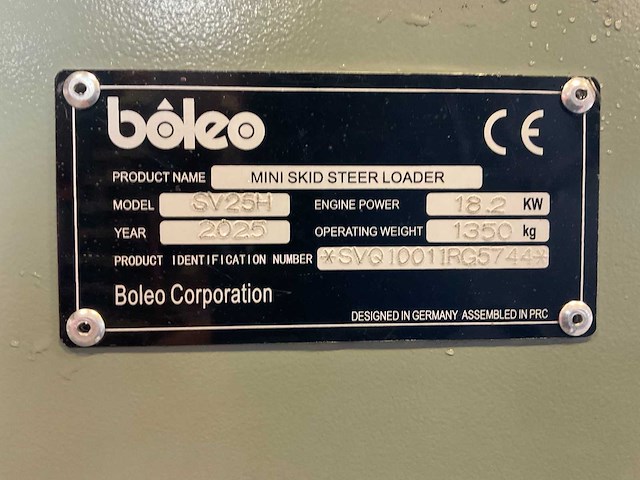 bôleo CE
PRODUCT NAME MINI SKID STEER LOADER
MODEL SV25H ENGINE POWER 18.2 KW
YEAR 2025 OPERATING WEIGHT 1350 kg
PRODUCT IDENTIFICATION NUMBER *SVQ10011RG5744*
Boleo Corporation
DESIGNED IN GERMANY ASSEMBLED IN PRC